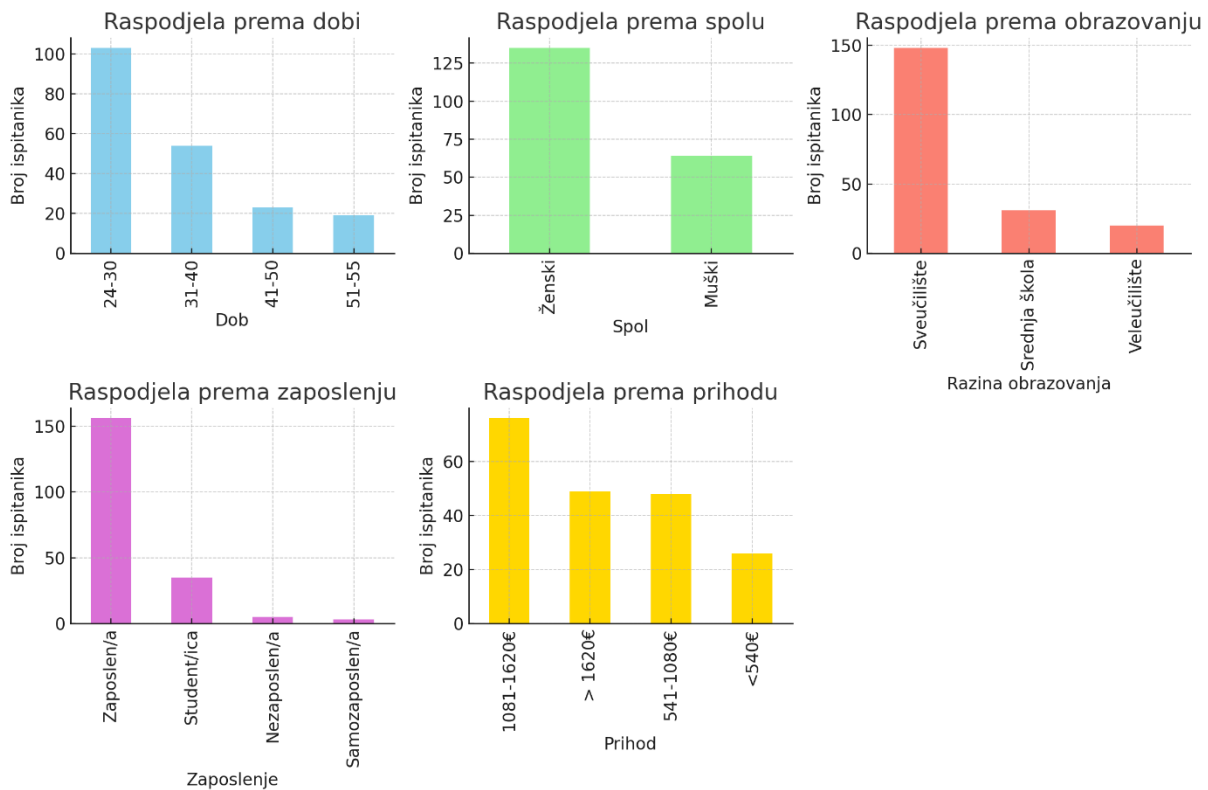 Raspodjela prema dobi
Broj ispitanika
100
80
60
40
20
0
24-30
31-40
41-50
51-55
Dob
Raspodjela prema spolu
Broj ispitanika
125
100
75
50
25
0
Ženski
Muški
Spol
Raspodjela prema obrazovanju
Broj ispitanika
150
100
50
0
Sveučilište
Srednja škola
Veleučilište
Razina obrazovanja
Raspodjela prema zaposlenju
Broj ispitanika
150
100
50
0
Zaposlen/a
Student/ica
Nezaposlen/a
Samozaposlen/a
Zaposlenje
Raspodjela prema prihodu
Broj ispitanika
60
40
20
0
1081-1620€
> 1620€
541-1080€
<540€
Prihod